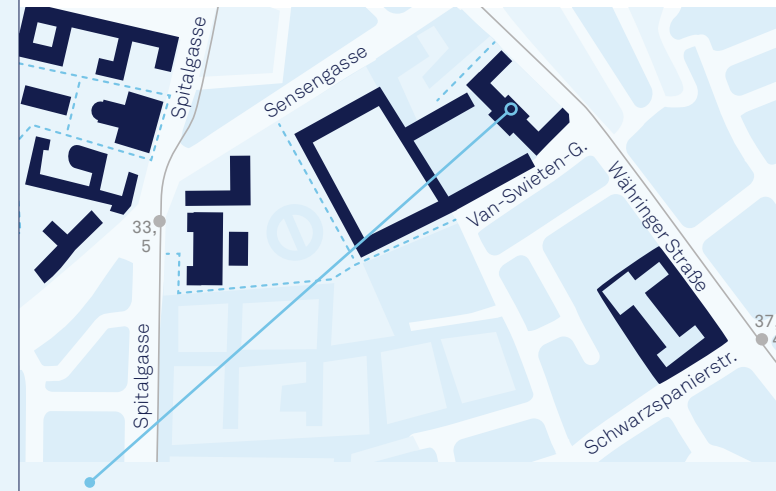 Spitalgasse
Sensengasse
33,
5
Van-Swieten-G.
Währinger Straße
37,
Spitalgasse
Schwarzspanierstr.